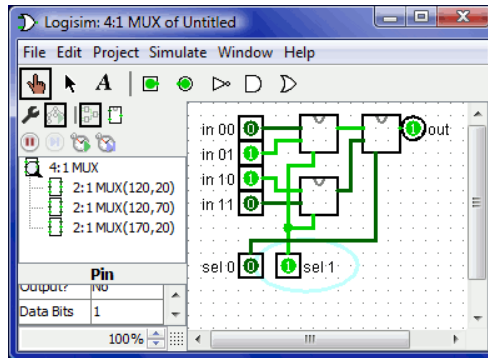 Logisim: 4:1 MUX of Untitled
File Edit Project Simulate Window Help
A
4:1 MUX
2:1 MUX(120,20)
2:1 MUX(120,70)
2:1 MUX(170,20)
Pin
Output? No
Data Bits 1
100%
in 00 0
1 out
in 01 1
in 10 1
in 11 0
sel 0 0 1 sel 1